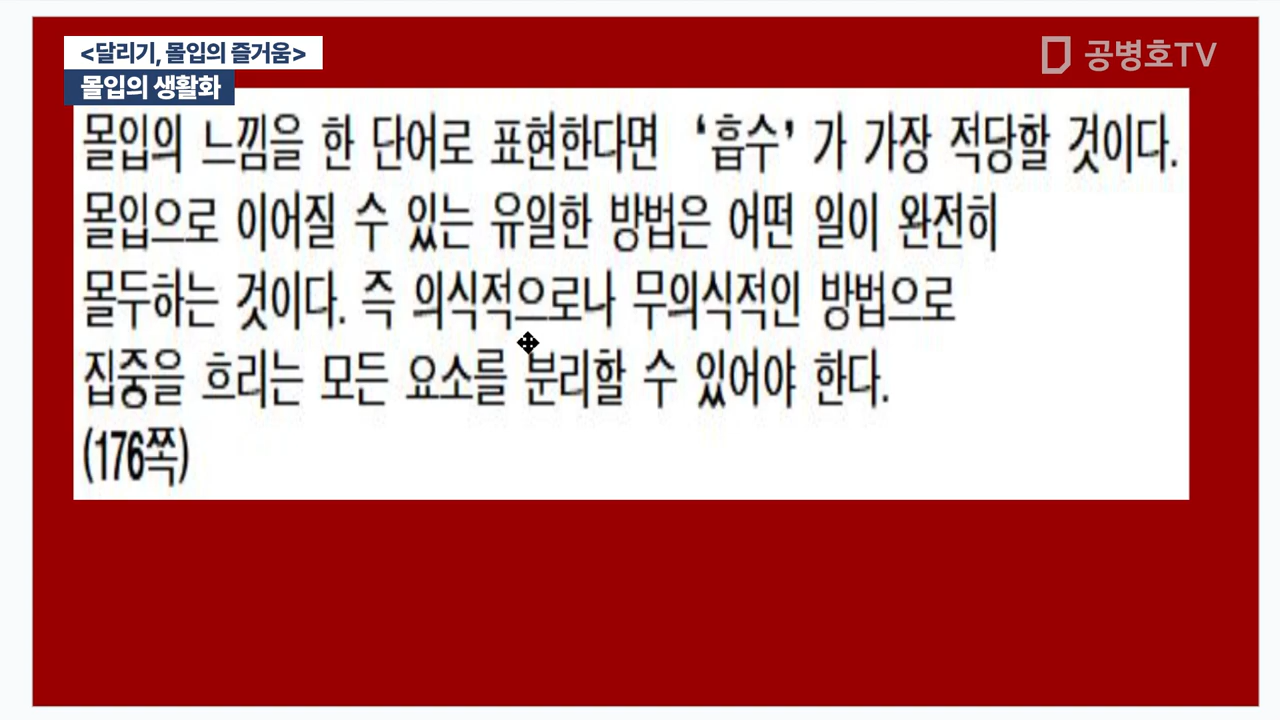 <달리기, 몰입의 즐거움>
공병호TV
몰입의 생활화
몰입의 느낌을 한 단어로 표현한다면 ‘흡수’가 가장 적당할 것이다.
몰입으로 이어질 수 있는 유일한 방법은 어떤 일이 완전히
몰두하는 것이다. 즉 의식적으로나 무의식적인 방법으로
집중을 흐리는 모든 요소를 분리할 수 있어야 한다.
(176쪽)